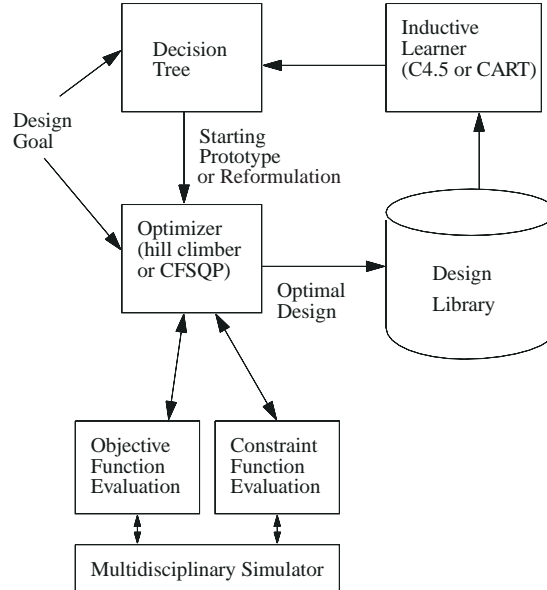 Decision
Tree
Inductive
Learner
(C4.5 or CART)
Design
Goal
Starting
Prototype
or Reformulation
Optimizer
(hill climber
or CFSQP)
Optimal
Design
Design
Library
Objective
Function
Evaluation
Constraint
Function
Evaluation
Multidisciplinary Simulator